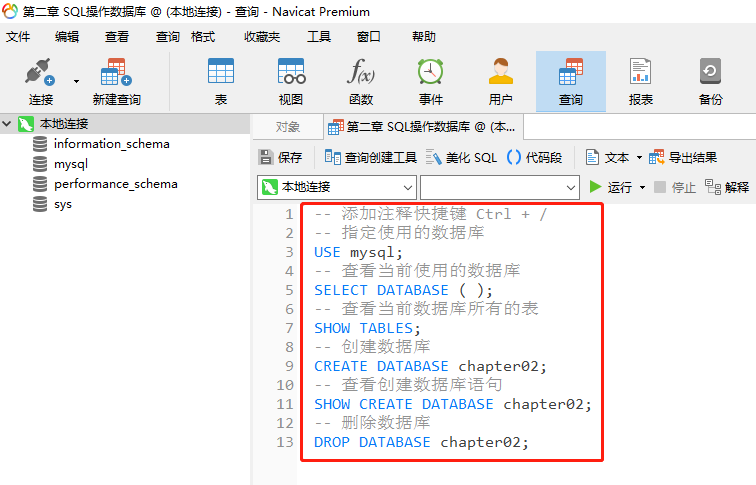 第二章 SQL操作数据库 @ (本地连接) - 查询 - Navicat Premium
文件 编辑 查看 查询 格式 收藏夹 工具 窗口 帮助
f(x)
连接 新建查询 表 视图 函数 事件 用户 查询 报表 备份
本地连接
information_schema
mysql
performance_schema
sys
对象 第二章 SQL操作数据库 @ (本...
保存 查询创建工具 美化 SQL () 代码段 文本 导出结果
本地连接 运行 停止 解释
1 -- 添加注释快捷键 Ctrl + /
2 -- 指定使用的数据库
3 USE mysql;
4 -- 查看当前使用的数据库
5 SELECT DATABASE ( );
6 -- 查看当前数据库所有的表
7 SHOW TABLES;
8 -- 创建数据库
9 CREATE DATABASE chapter02;
10 -- 查看创建数据库语句
11 SHOW CREATE DATABASE chapter02;
12 -- 删除数据库
13 DROP DATABASE chapter02;